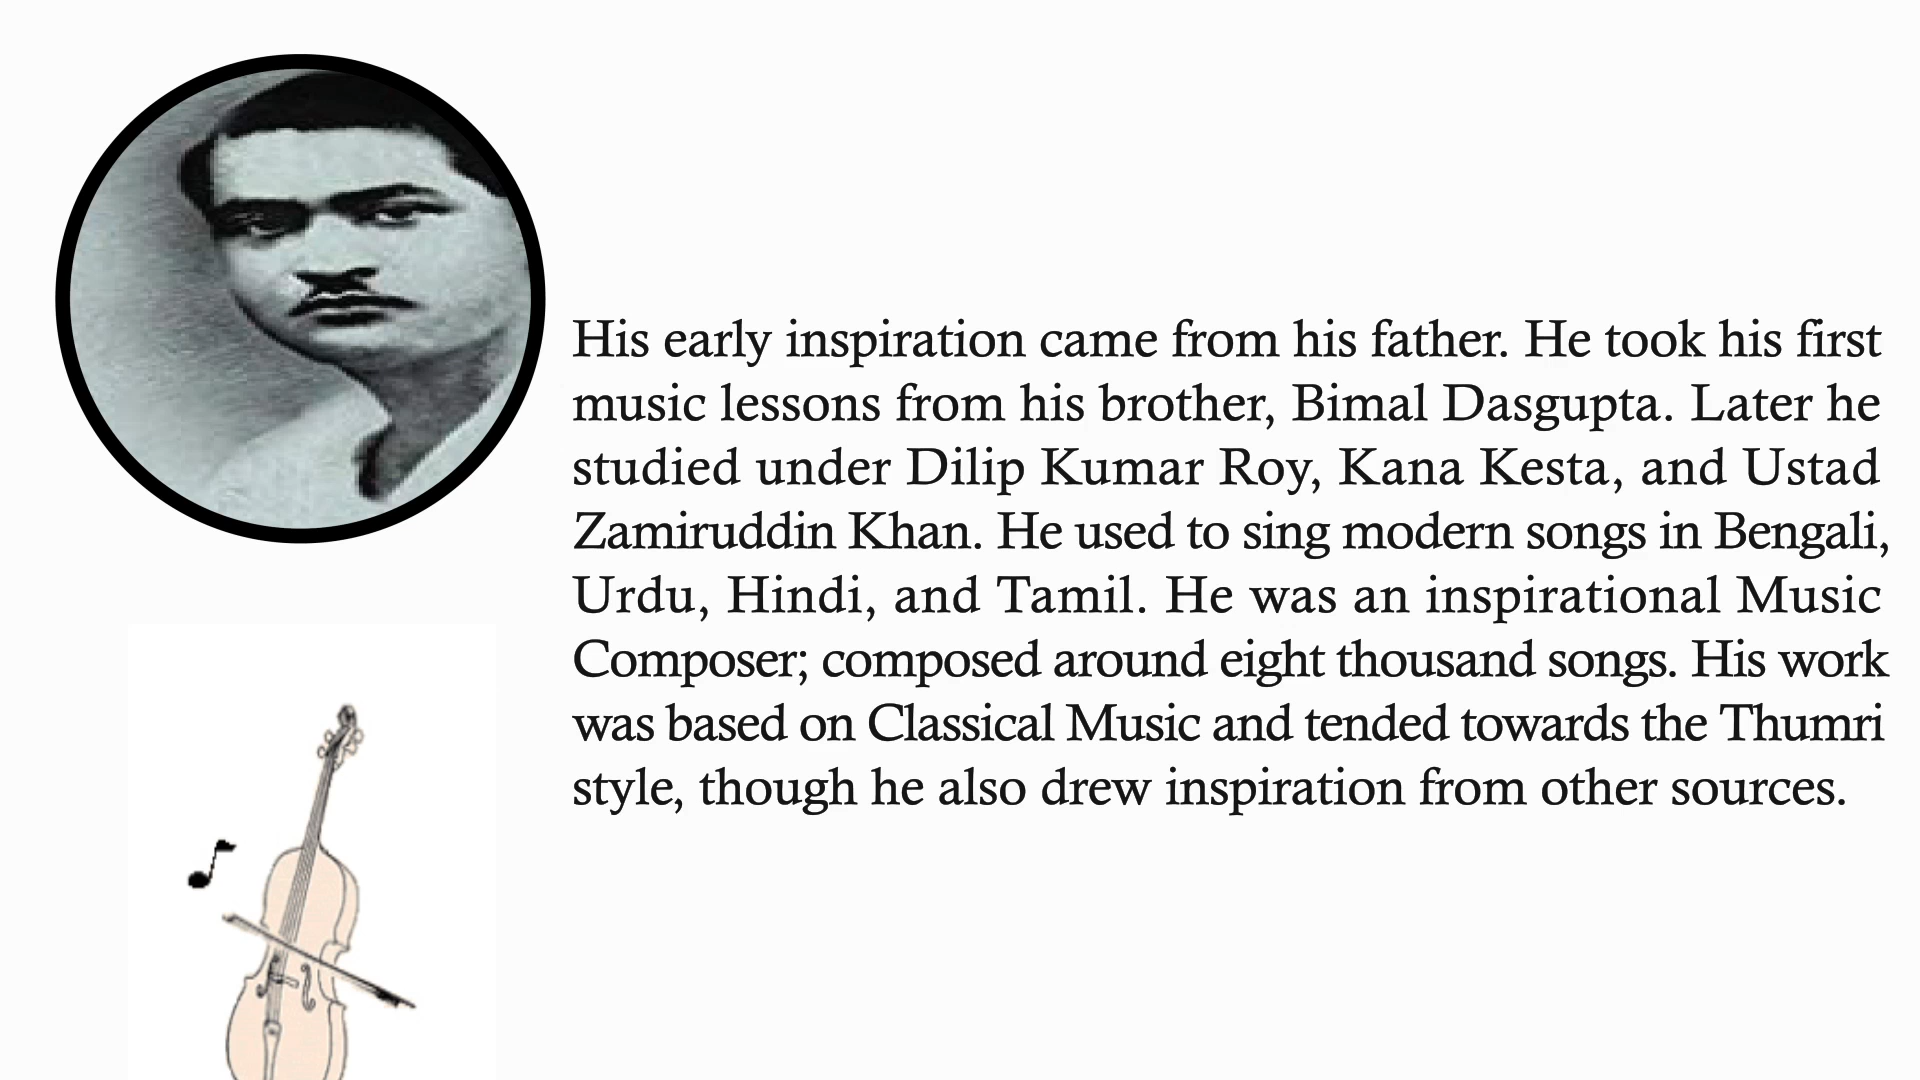 His early inspiration came from his father. He took his first
music lessons from his brother, Bimal Dasgupta. Later he
studied under Dilip Kumar Roy, Kana Kesta, and Ustad
Zamiruddin Khan. He used to sing modern songs in Bengali,
Urdu, Hindi, and Tamil. He was an inspirational Music
Composer; composed around eight thousand songs. His work
was based on Classical Music and tended towards the Thumri
style, though he also drew inspiration from other sources.